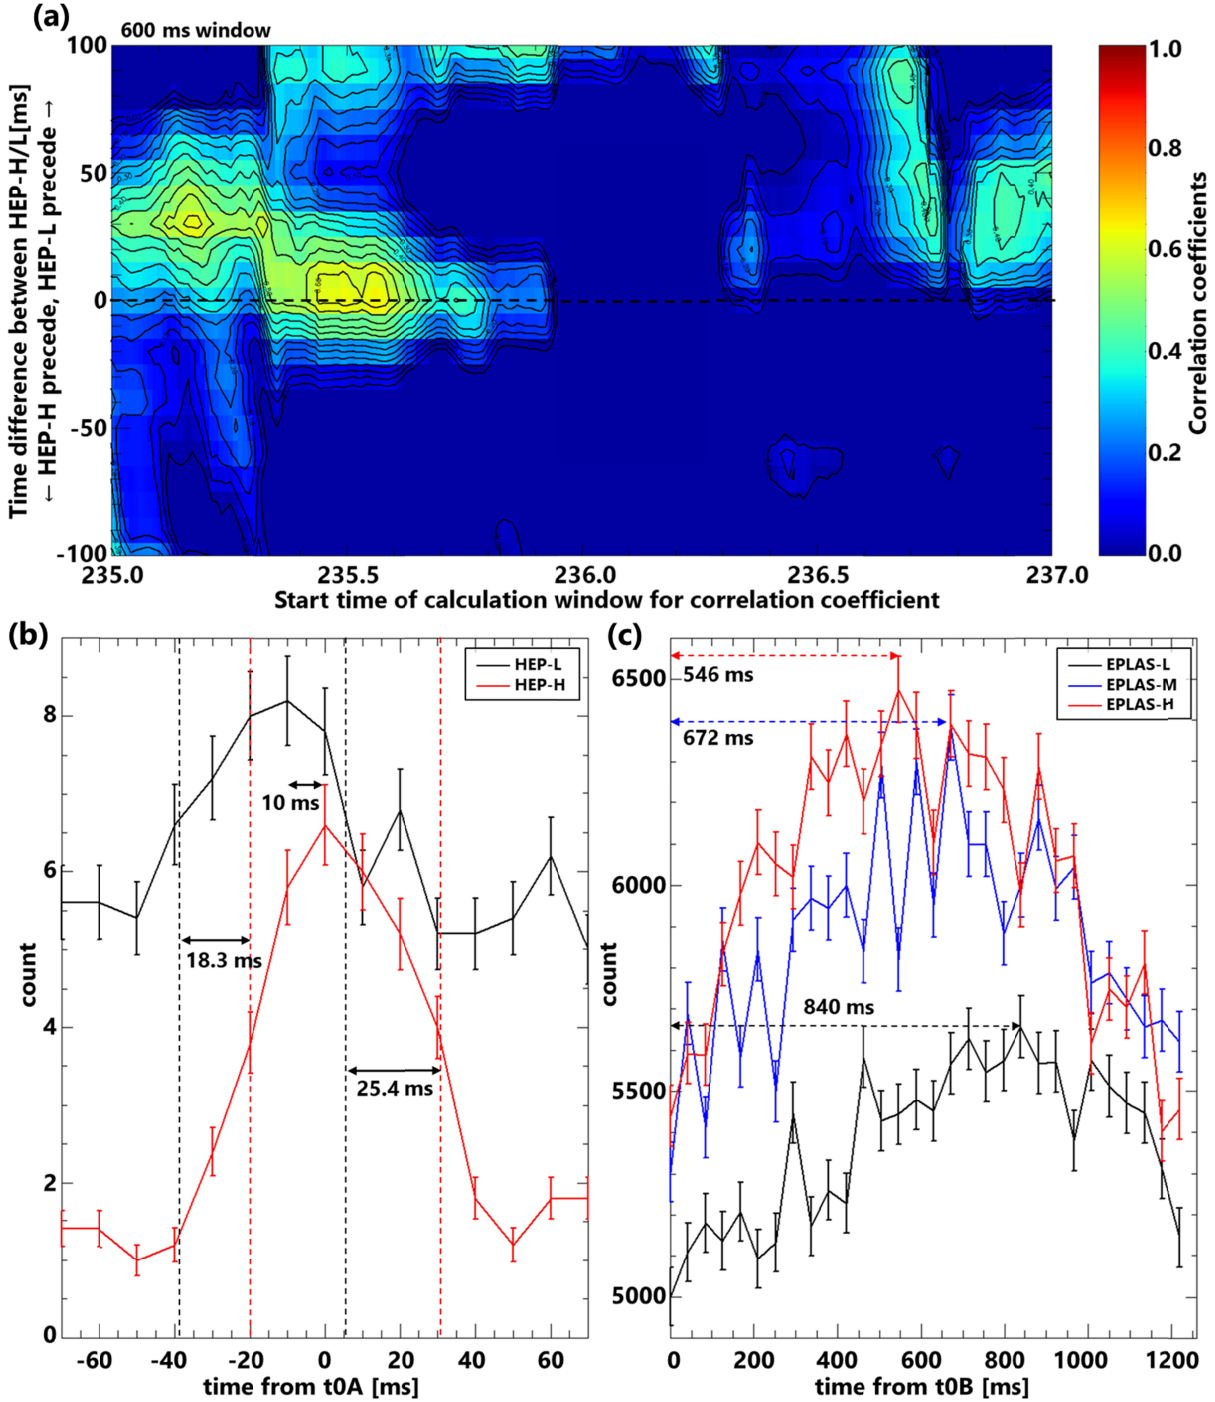 (a)
600 ms window
100
50
0
-50
-100
Time difference between HEP-H/L[ms]
← HEP-H precede, HEP-L precede →
235.0
235.5
236.0
236.5
237.0
Start time of calculation window for correlation coefficient
1.0
0.8
0.6
0.4
0.2
0.0
Correlation coefficients
(b)
HEP-L
HEP-H
10 ms
18.3 ms
25.4 ms
8
6
4
2
0
count
-60
-40
-20
0
20
40
60
time from t0A [ms]
(c)
EPLAS-L
EPLAS-M
EPLAS-H
546 ms
672 ms
840 ms
6500
6000
5500
5000
count
0
200
400
600
800
1000
1200
time from t0B [ms]